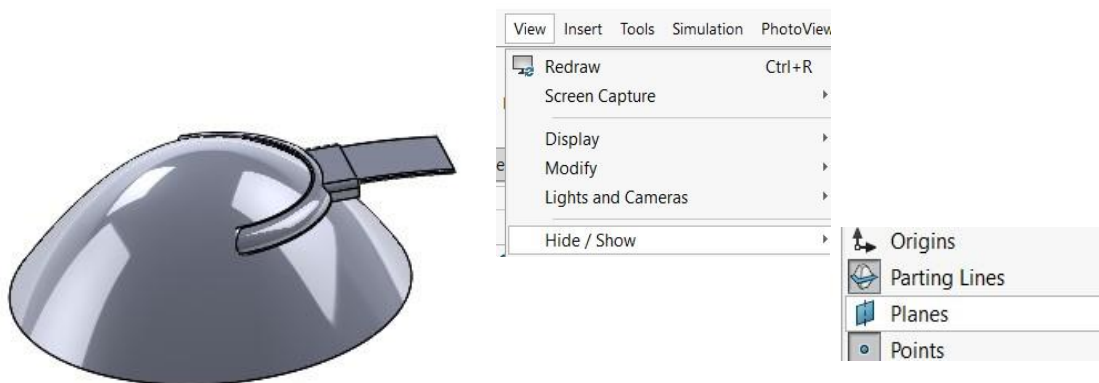 View Insert Tools Simulation PhotoView
Redraw Ctrl+R
Screen Capture
Display
Modify
Lights and Cameras
Hide / Show
Origins
Parting Lines
Planes
Points